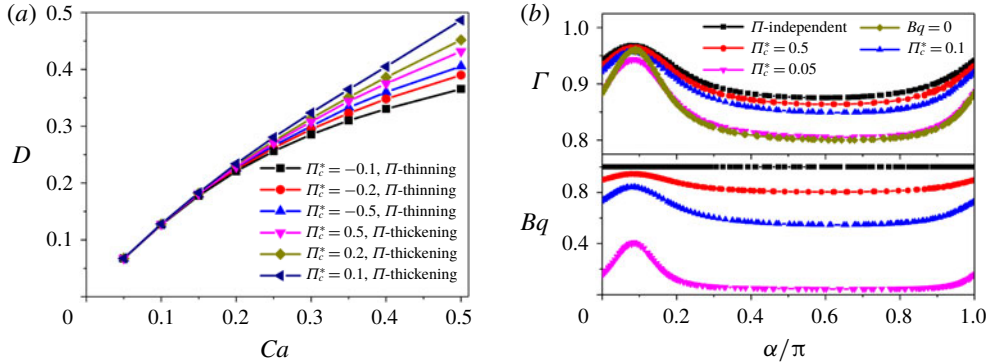 (a)
0.5
0.4
0.3
D
0.2
0.1
0
0.1
0.2
0.3
0.4
0.5
Ca
Π*c = −0.1, Π-thinning
Π*c = −0.2, Π-thinning
Π*c = −0.5, Π-thinning
Π*c = 0.5, Π-thickening
Π*c = 0.2, Π-thickening
Π*c = 0.1, Π-thickening
(b)
1.0
Γ
0.9
0.8
Π-independent
Bq = 0
Π*c = 0.5
Π*c = 0.1
Π*c = 0.05
0.8
Bq
0.4
0
0.2
0.4
0.6
0.8
1.0
α/π